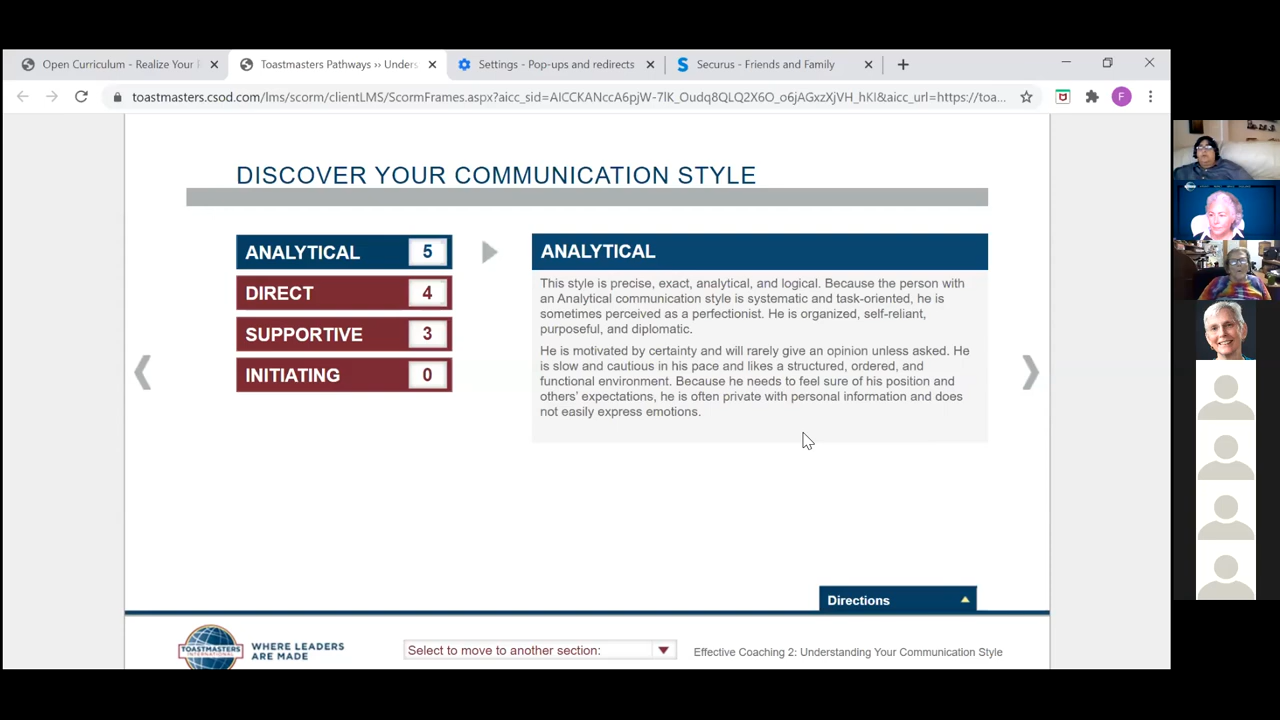 Open Curriculum - Realize Your
Toastmasters Pathways ›› Unders
Settings - Pop-ups and redirects
Securus - Friends and Family
toastmasters.csod.com/lms/scorm/clientLMS/ScormFrames.aspx?aicc_sid=AICCKANccA6pjW-7lK_Oudq8QLQ2X6O_o6jAGxzXjVH_hKI&aicc_url=https://toa...
F
DISCOVER YOUR COMMUNICATION STYLE
ANALYTICAL 5
DIRECT 4
SUPPORTIVE 3
INITIATING 0
ANALYTICAL
This style is precise, exact, analytical, and logical. Because the person with
an Analytical communication style is systematic and task-oriented, he is
sometimes perceived as a perfectionist. He is organized, self-reliant,
purposeful, and diplomatic.
He is motivated by certainty and will rarely give an opinion unless asked. He
is slow and cautious in his pace and likes a structured, ordered, and
functional environment. Because he needs to feel sure of his position and
others' expectations, he is often private with personal information and does
not easily express emotions.
Directions
TOASTMASTERS
INTERNATIONAL
WHERE LEADERS
ARE MADE
Select to move to another section:
Effective Coaching 2: Understanding Your Communication Style